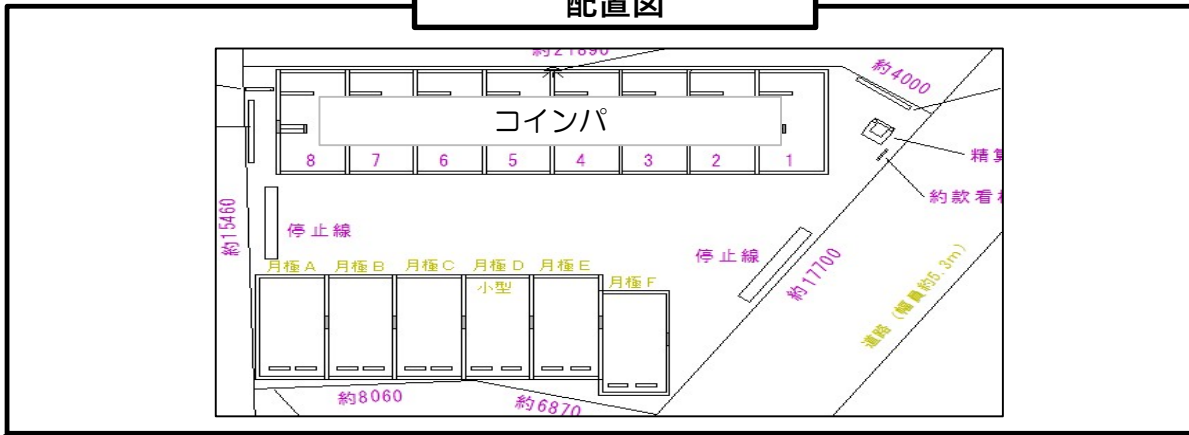 配置図
約21890
約4000
コインパ
8 7 6 5 4 3 2 1
精算
約款看板
約15460
停止線
停止線
月極A 月極B 月極C 月極D 月極E
小型
月極F
約17700
道路(幅員約5.3m)
約8060
約6870